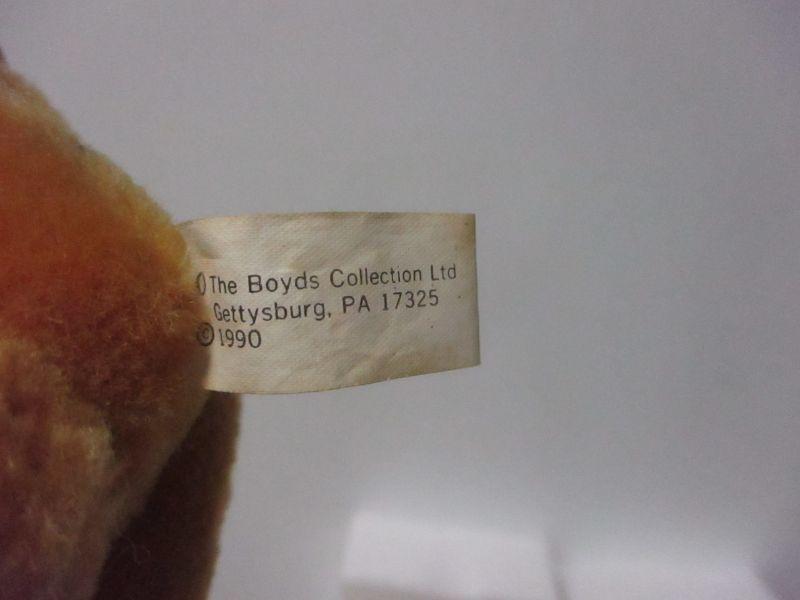 ©The Boyds Collection Ltd
Gettysburg, PA 17325
©1990